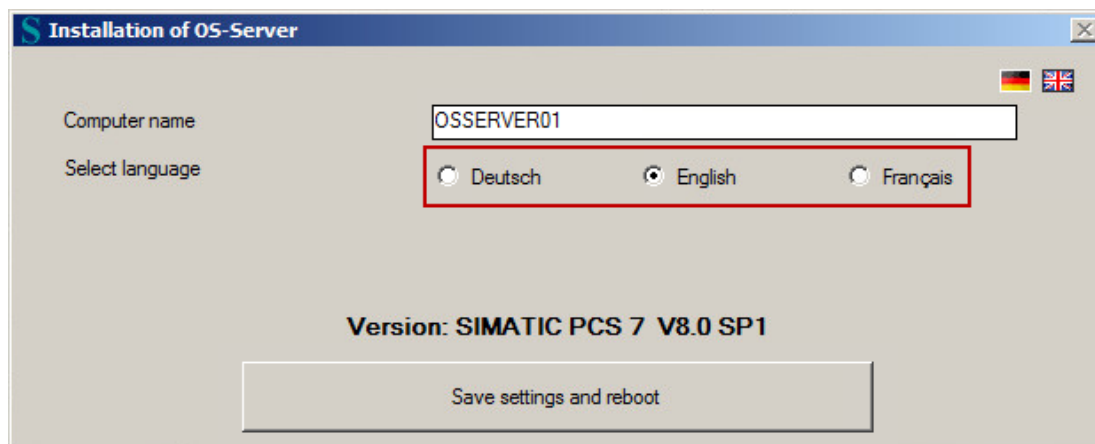 Installation of OS-Server
Computer name OSSERVER01
Select language Deutsch English Français
Version: SIMATIC PCS 7 V8.0 SP1
Save settings and reboot